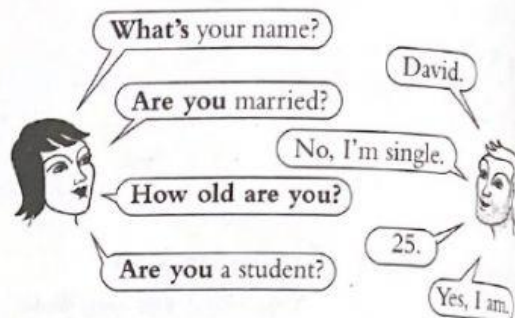 What's your name?
David.
Are you married?
No, I'm single.
How old are you?
25.
Are you a student?
Yes, I am.